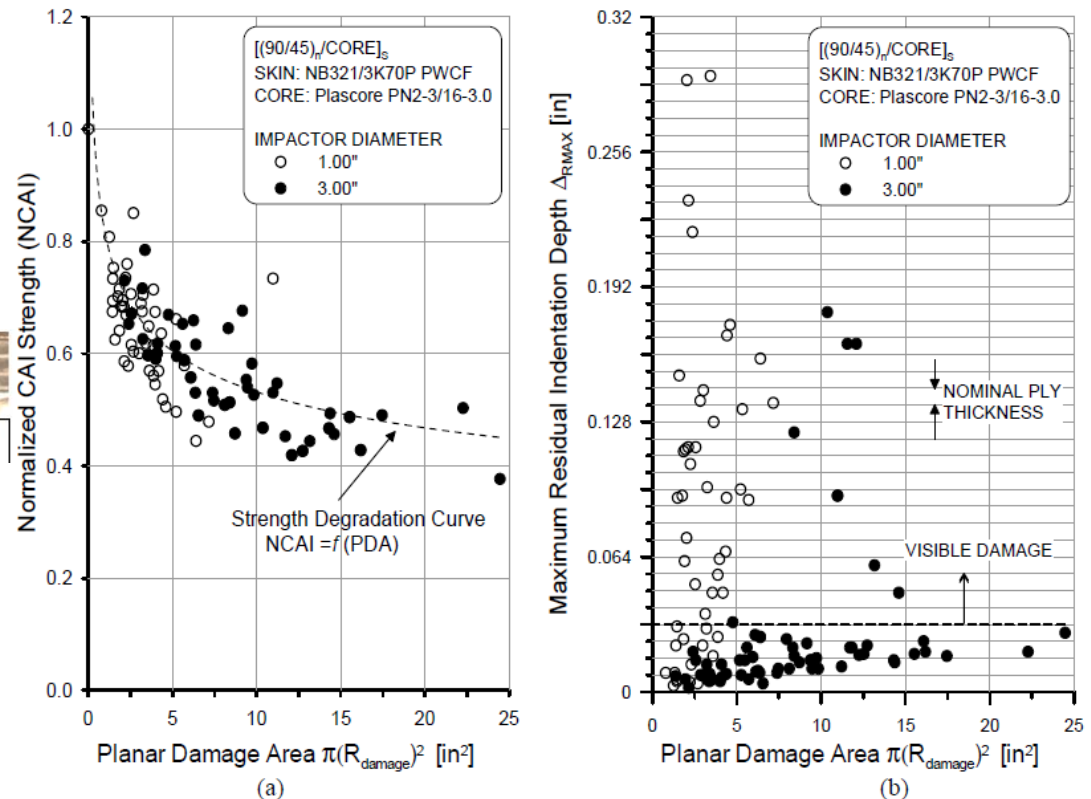 1.2
1.0
0.8
0.6
0.4
0.2
0.0
Normalized CAI Strength (NCAI)
[(90/45)n/CORE]s
SKIN: NB321/3K70P PWCF
CORE: Plascore PN2-3/16-3.0
IMPACTOR DIAMETER
1.00"
3.00"
Strength Degradation Curve
NCAI =f (PDA)
0 5 10 15 20 25
Planar Damage Area π(Rdamage)² [in²]
(a)
0.32
0.256
0.192
0.128
0.064
0
Maximum Residual Indentation Depth ΔRMAX [in]
[(90/45)n/CORE]s
SKIN: NB321/3K70P PWCF
CORE: Plascore PN2-3/16-3.0
IMPACTOR DIAMETER
1.00"
3.00"
NOMINAL PLY
THICKNESS
VISIBLE DAMAGE
0 5 10 15 20 25
Planar Damage Area π(Rdamage)² [in²]
(b)